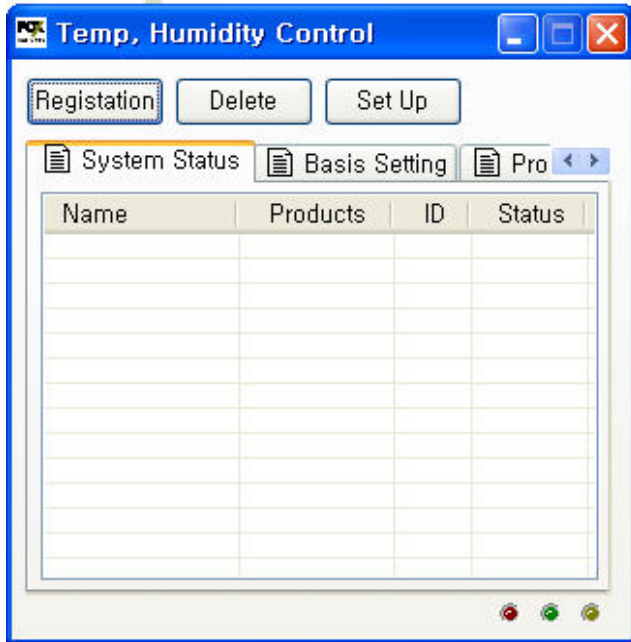 Temp, Humidity Control
Registation Delete Set Up
System Status Basis Setting Pro
Name Products ID Status